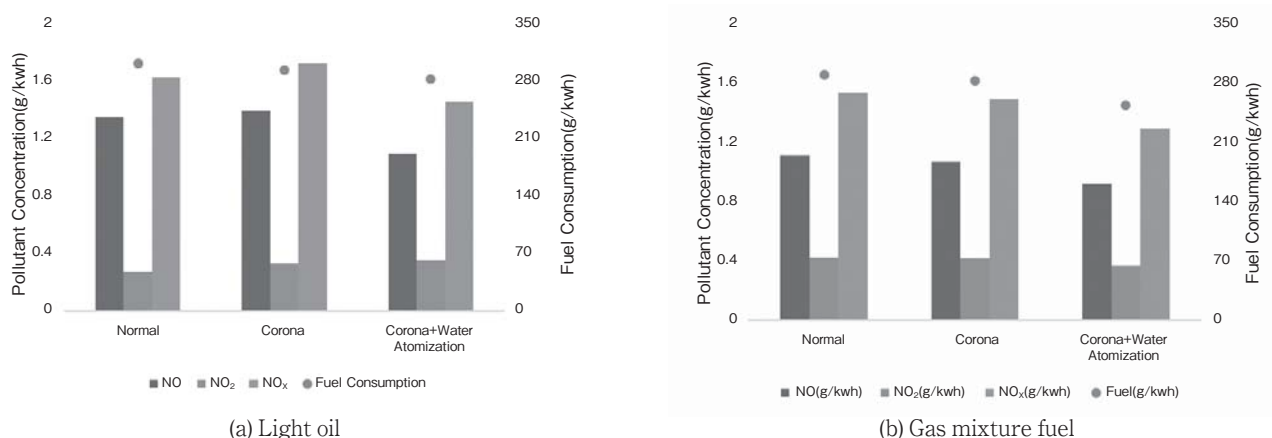 2
350
Pollutant Concentration(g/kwh)
1.6
280
1.2
210
0.8
140
0.4
70
0
0
Fuel Consumption(g/kwh)
Normal
Corona
Corona+Water
Atomization
NO
NO₂
NOₓ
Fuel Consumption
(a) Light oil
2
350
Pollutant Concentration(g/kwh)
1.6
280
1.2
210
0.8
140
0.4
70
0
0
Fuel Consumption(g/kwh)
Normal
Corona
Corona+Water
Atomization
NO(g/kwh)
NO₂(g/kwh)
NOₓ(g/kwh)
Fuel(g/kwh)
(b) Gas mixture fuel